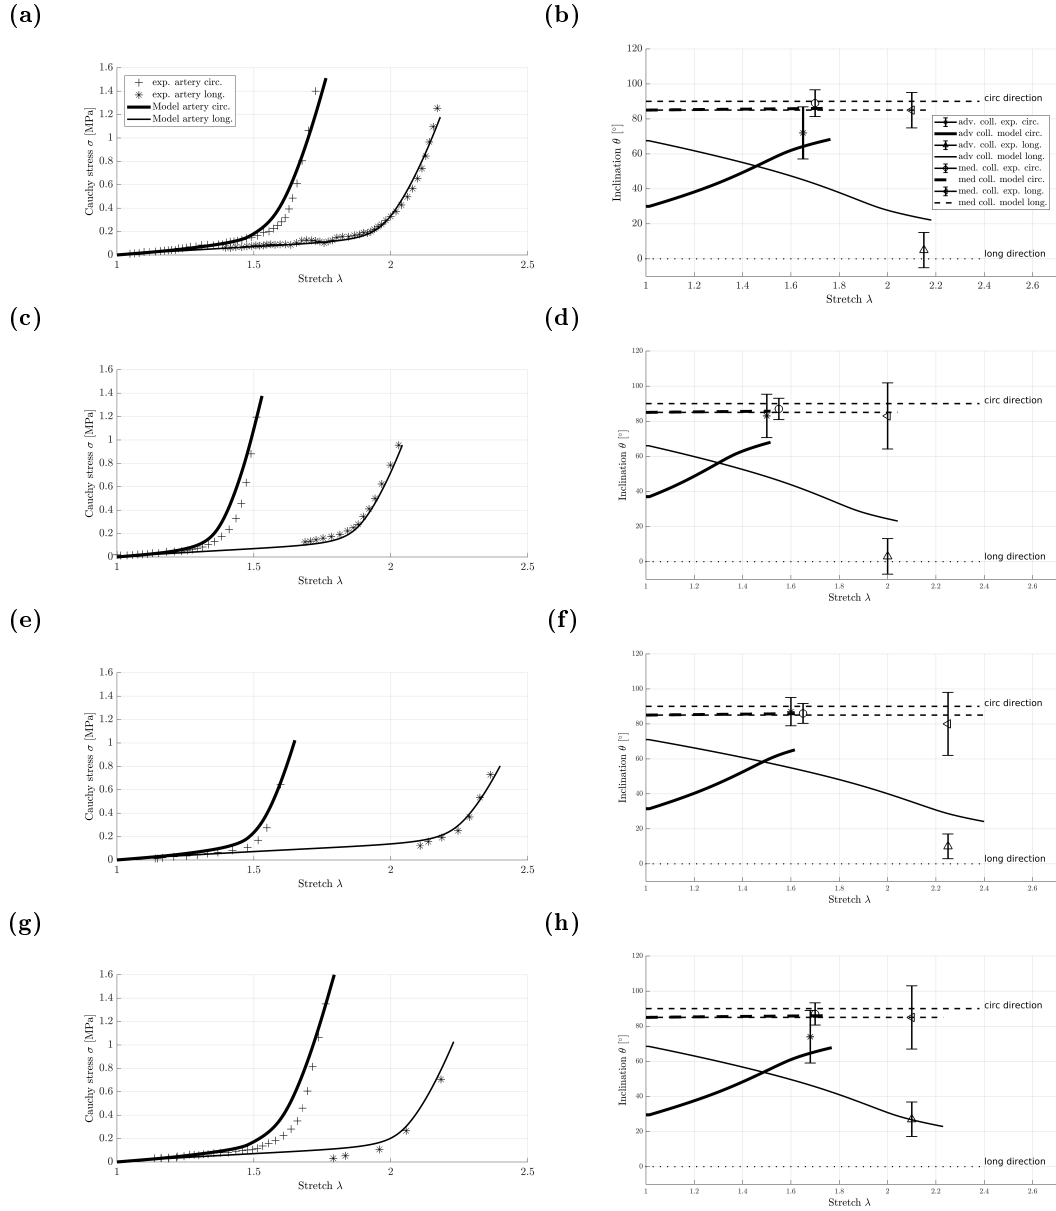 (a)
1.6
1.4
1.2
1
0.8
0.6
0.4
0.2
0
1
1.5
2
2.5
Cauchy stress σ [MPa]
Stretch λ
exp. artery circ.
exp. artery long.
Model artery circ.
Model artery long.
(b)
120
100
80
60
40
20
0
1
1.2
1.4
1.6
1.8
2
2.2
2.4
2.6
Inclination θ [°]
Stretch λ
circ direction
long direction
adv. coll. exp. circ.
adv coll. model circ.
adv. coll. exp. long.
adv coll. model long.
med. coll. exp. circ.
med coll. model circ.
med. coll. exp. long.
med coll. model long.
(c)
1.6
1.4
1.2
1
0.8
0.6
0.4
0.2
0
1
1.5
2
2.5
Cauchy stress σ [MPa]
Stretch λ
(d)
120
100
80
60
40
20
0
1
1.2
1.4
1.6
1.8
2
2.2
2.4
2.6
Inclination θ [°]
Stretch λ
circ direction
long direction
(e)
1.6
1.4
1.2
1
0.8
0.6
0.4
0.2
0
1
1.5
2
2.5
Cauchy stress σ [MPa]
Stretch λ
(f)
120
100
80
60
40
20
0
1
1.2
1.4
1.6
1.8
2
2.2
2.4
2.6
Inclination θ [°]
Stretch λ
circ direction
long direction
(g)
1.6
1.4
1.2
1
0.8
0.6
0.4
0.2
0
1
1.5
2
2.5
Cauchy stress σ [MPa]
Stretch λ
(h)
120
100
80
60
40
20
0
1
1.2
1.4
1.6
1.8
2
2.2
2.4
2.6
Inclination θ [°]
Stretch λ
circ direction
long direction